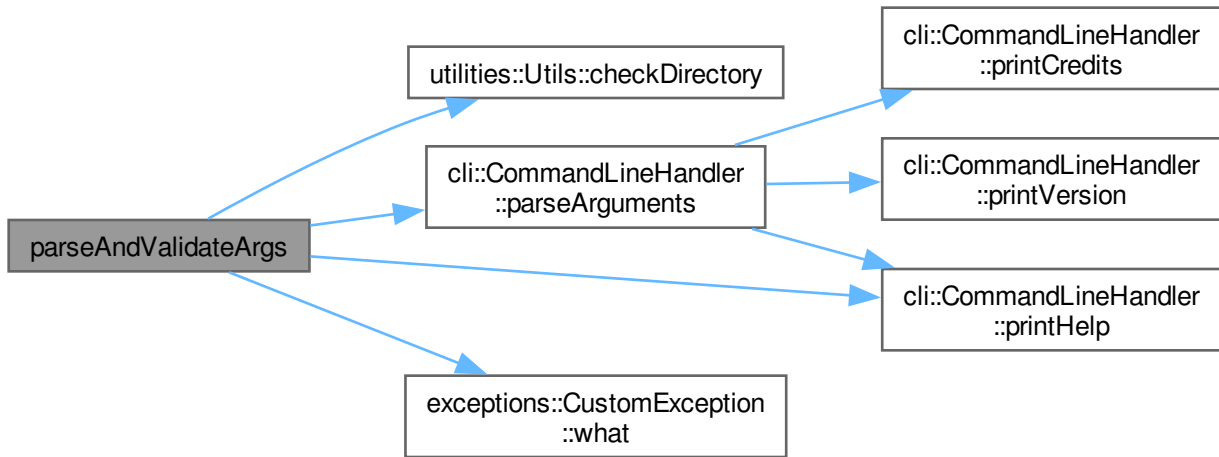 parseAndValidateArgs
utilities::Utils::checkDirectory
cli::CommandLineHandler
::parseArguments
exceptions::CustomException
::what
cli::CommandLineHandler
::printCredits
cli::CommandLineHandler
::printVersion
cli::CommandLineHandler
::printHelp